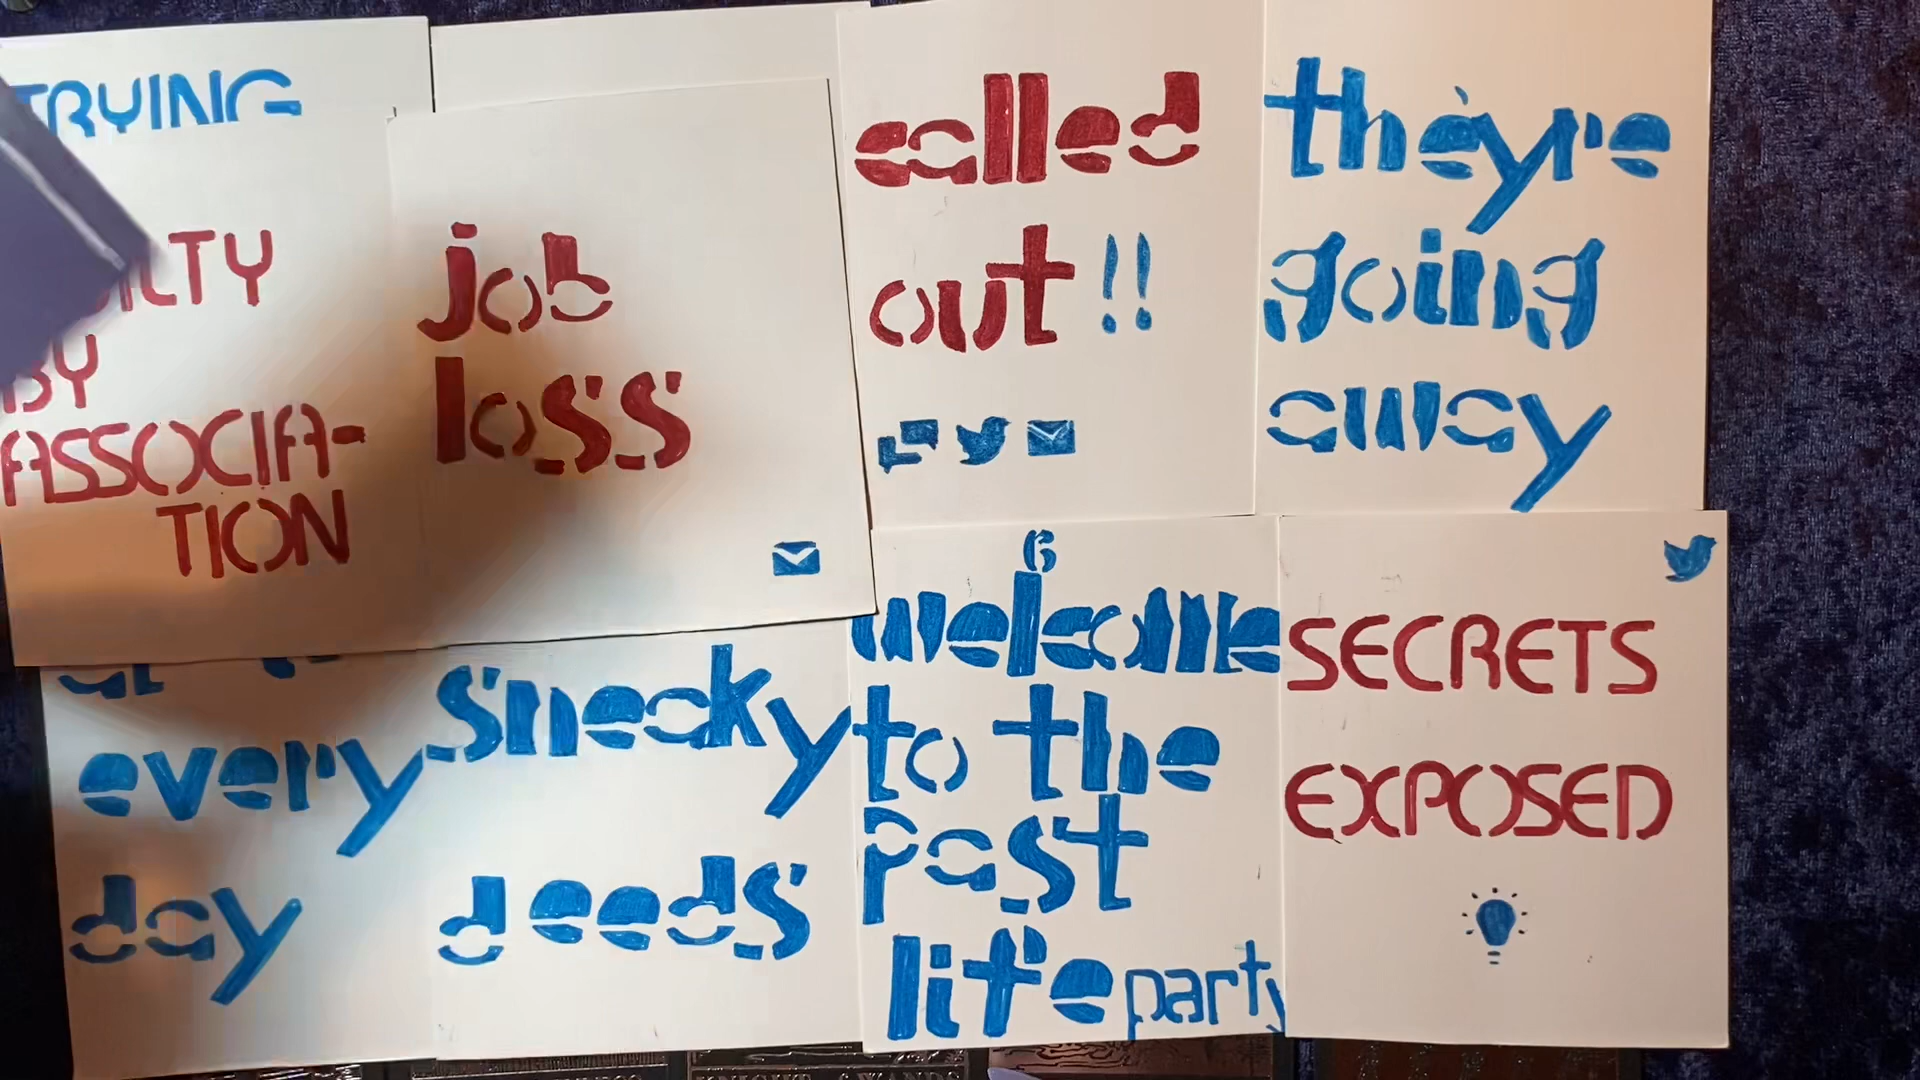 TRYING
BY
ASSOCIA-
TION
job
loss
called
out!!
they're
going
away
every
day
sneaky
deeds
6
welcome
to the
past
life party
SECRETS
EXPOSED